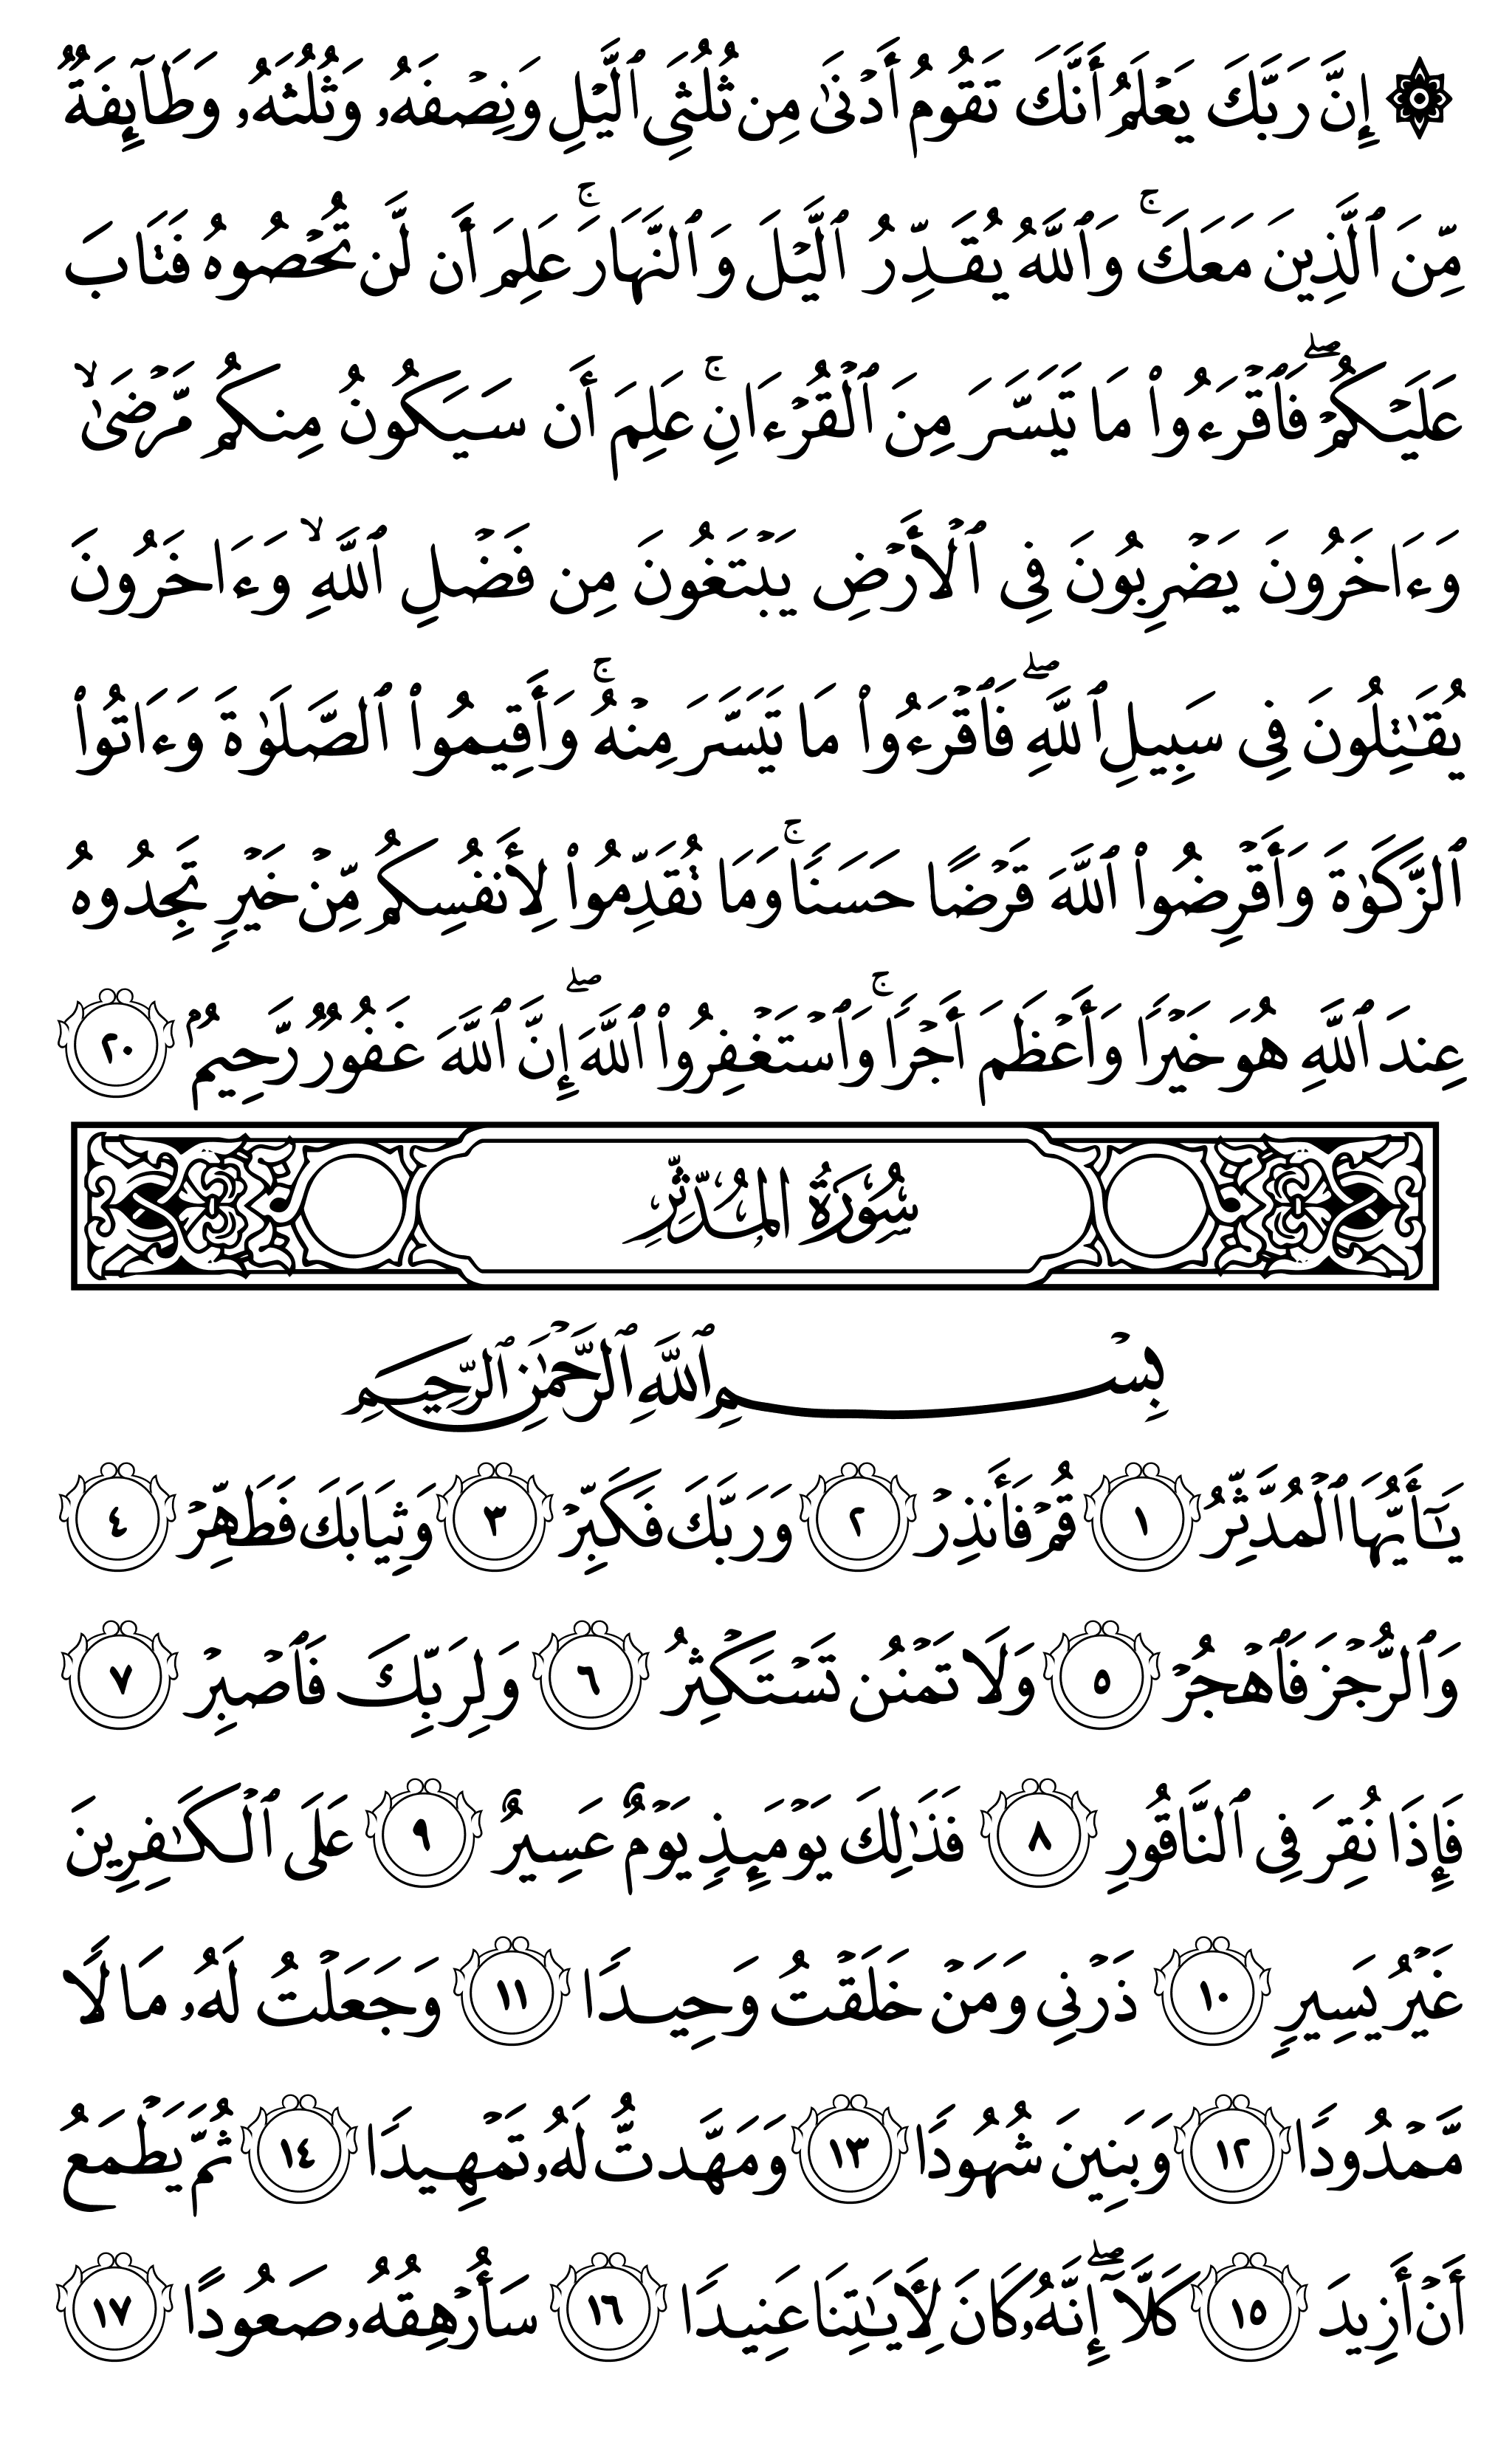 ۞ إِنَّ رَبَّكَ يَعْلَمُ أَنَّكَ تَقُومُ أَدْنَىٰ مِن ثُلُثَىِ ٱلَّيْلِ وَنِصْفَهُۥ وَثُلُثَهُۥ وَطَآئِفَةٌ
مِّنَ ٱلَّذِينَ مَعَكَ ۚ وَٱللَّهُ يُقَدِّرُ ٱلَّيْلَ وَٱلنَّهَارَ ۚ عَلِمَ أَن لَّن تُحْصُوهُ فَتَابَ
عَلَيْكُمْ ۖ فَٱقْرَءُوا۟ مَا تَيَسَّرَ مِنَ ٱلْقُرْءَانِ ۚ عَلِمَ أَن سَيَكُونُ مِنكُم مَّرْضَىٰ ۙ
وَءَاخَرُونَ يَضْرِبُونَ فِى ٱلْأَرْضِ يَبْتَغُونَ مِن فَضْلِ ٱللَّهِ ۙ وَءَاخَرُونَ
يُقَـٰتِلُونَ فِى سَبِيلِ ٱللَّهِ ۖ فَٱقْرَءُوا۟ مَا تَيَسَّرَ مِنْهُ ۚ وَأَقِيمُوا۟ ٱلصَّلَوٰةَ وَءَاتُوا۟
ٱلزَّكَوٰةَ وَأَقْرِضُوا۟ ٱللَّهَ قَرْضًا حَسَنًا ۚ وَمَا تُقَدِّمُوا۟ لِأَنفُسِكُم مِّنْ خَيْرٍ تَجِدُوهُ
عِندَ ٱللَّهِ هُوَ خَيْرًا وَأَعْظَمَ أَجْرًا ۚ وَٱسْتَغْفِرُوا۟ ٱللَّهَ ۖ إِنَّ ٱللَّهَ غَفُورٌ رَّحِيمٌۢ ٢٠
سُورَةُ المُدَّثِّرِ
بِسْمِ ٱللَّهِ ٱلرَّحْمَـٰنِ ٱلرَّحِيمِ
يَـٰٓأَيُّهَا ٱلْمُدَّثِّرُ ١ قُمْ فَأَنذِرْ ٢ وَرَبَّكَ فَكَبِّرْ ٣ وَثِيَابَكَ فَطَهِّرْ ٤
وَٱلرُّجْزَ فَٱهْجُرْ ٥ وَلَا تَمْنُن تَسْتَكْثِرُ ٦ وَلِرَبِّكَ فَٱصْبِرْ ٧
فَإِذَا نُقِرَ فِى ٱلنَّاقُورِ ٨ فَذَٰلِكَ يَوْمَئِذٍ يَوْمٌ عَسِيرٌ ٩ عَلَى ٱلْكَـٰفِرِينَ
غَيْرُ يَسِيرٍ ١٠ ذَرْنِى وَمَنْ خَلَقْتُ وَحِيدًا ١١ وَجَعَلْتُ لَهُۥ مَالًا
مَّمْدُودًا ١٢ وَبَنِينَ شُهُودًا ١٣ وَمَهَّدتُّ لَهُۥ تَمْهِيدًا ١٤ ثُمَّ يَطْمَعُ
أَنْ أَزِيدَ ١٥ كَلَّآ ۖ إِنَّهُۥ كَانَ لِـَٔايَـٰتِنَا عَنِيدًا ١٦ سَأُرْهِقُهُۥ صَعُودًا ١٧